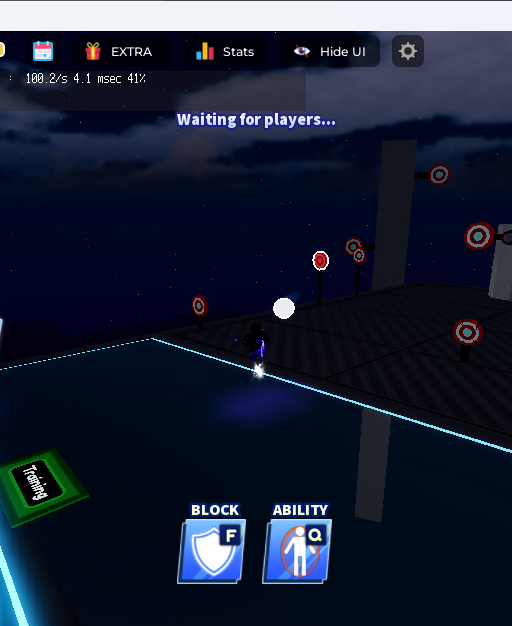 EXTRA
Stats
Hide UI
: 100.2/s 4.1 msec 41%
Waiting for players...
Training
BLOCK
ABILITY
F
Q